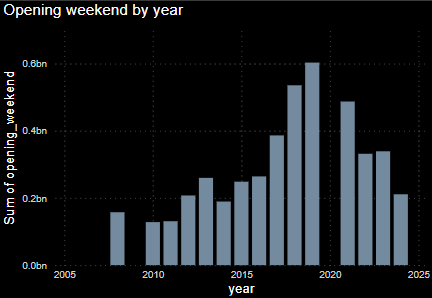 Opening weekend by year
Sum of opening_weekend
0.6bn
0.4bn
0.2bn
0.0bn
2005 2010 2015 2020 2025
year